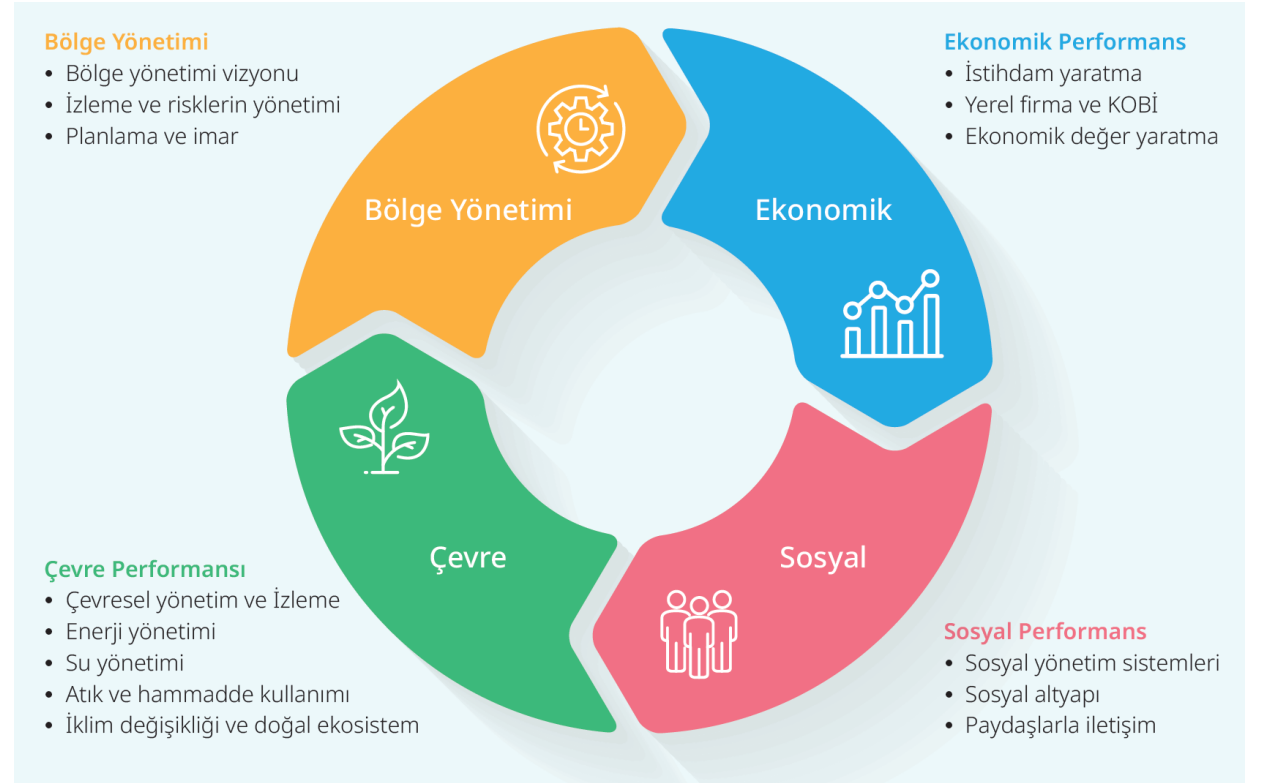 Bölge Yönetimi
• Bölge yönetimi vizyonu
• İzleme ve risklerin yönetimi
• Planlama ve imar
Ekonomik Performans
• İstihdam yaratma
• Yerel firma ve KOBİ
• Ekonomik değer yaratma
Bölge Yönetimi
Ekonomik
Çevre
Sosyal
Çevre Performansı
• Çevresel yönetim ve İzleme
• Enerji yönetimi
• Su yönetimi
• Atık ve hammadde kullanımı
• İklim değişikliği ve doğal ekosistem
Sosyal Performans
• Sosyal yönetim sistemleri
• Sosyal altyapı
• Paydaşlarla iletişim